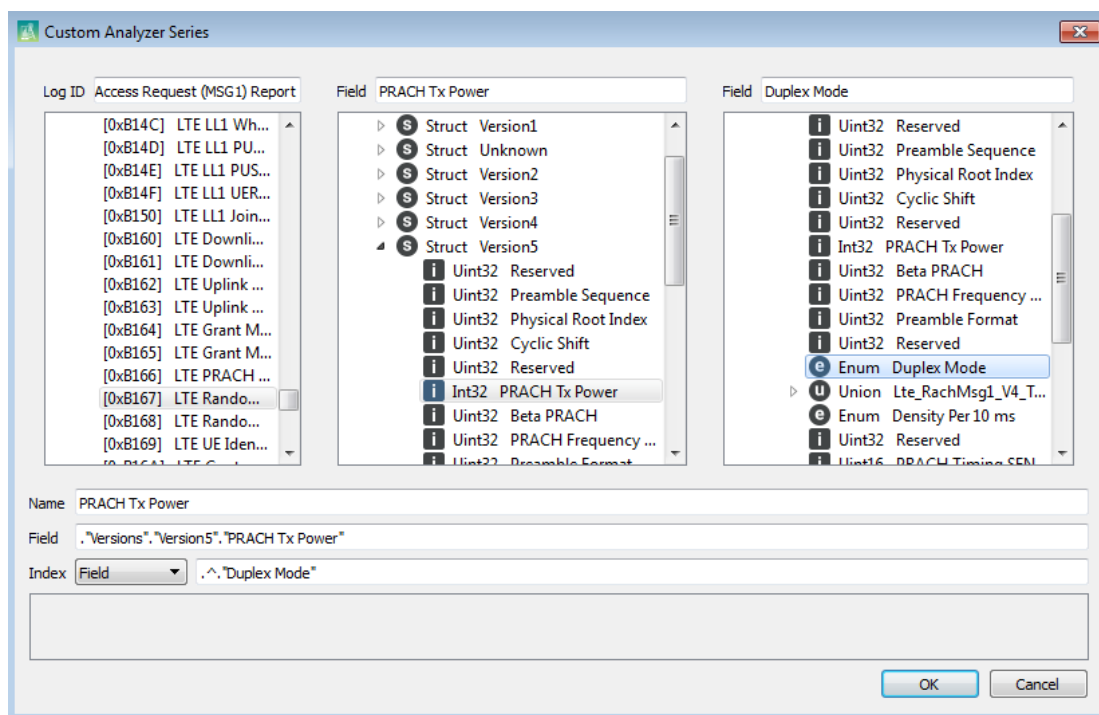 Custom Analyzer Series
Log ID Access Request (MSG1) Report
[0xB14C] LTE LL1 Wh...
[0xB14D] LTE LL1 PU...
[0xB14E] LTE LL1 PUS...
[0xB14F] LTE LL1 UER...
[0xB150] LTE LL1 Join...
[0xB160] LTE Downli...
[0xB161] LTE Downli...
[0xB162] LTE Uplink ...
[0xB163] LTE Uplink ...
[0xB164] LTE Grant M...
[0xB165] LTE Grant M...
[0xB166] LTE PRACH ...
[0xB167] LTE Rando...
[0xB168] LTE Rando...
[0xB169] LTE UE Iden...
Field PRACH Tx Power
S Struct Version1
S Struct Unknown
S Struct Version2
S Struct Version3
S Struct Version4
S Struct Version5
i Uint32 Reserved
i Uint32 Preamble Sequence
i Uint32 Physical Root Index
i Uint32 Cyclic Shift
i Uint32 Reserved
i Int32 PRACH Tx Power
i Uint32 Beta PRACH
i Uint32 PRACH Frequency ...
i Uint32 Preamble Format
Field Duplex Mode
i Uint32 Reserved
i Uint32 Preamble Sequence
i Uint32 Physical Root Index
i Uint32 Cyclic Shift
i Uint32 Reserved
i Int32 PRACH Tx Power
i Uint32 Beta PRACH
i Uint32 PRACH Frequency ...
i Uint32 Preamble Format
i Uint32 Reserved
e Enum Duplex Mode
U Union Lte_RachMsg1_V4_T...
e Enum Density Per 10 ms
i Uint32 Reserved
i Uint16 PRACH Timing SFN
Name PRACH Tx Power
Field ."Versions"."Version5"."PRACH Tx Power"
Index Field .^."Duplex Mode"
OK Cancel